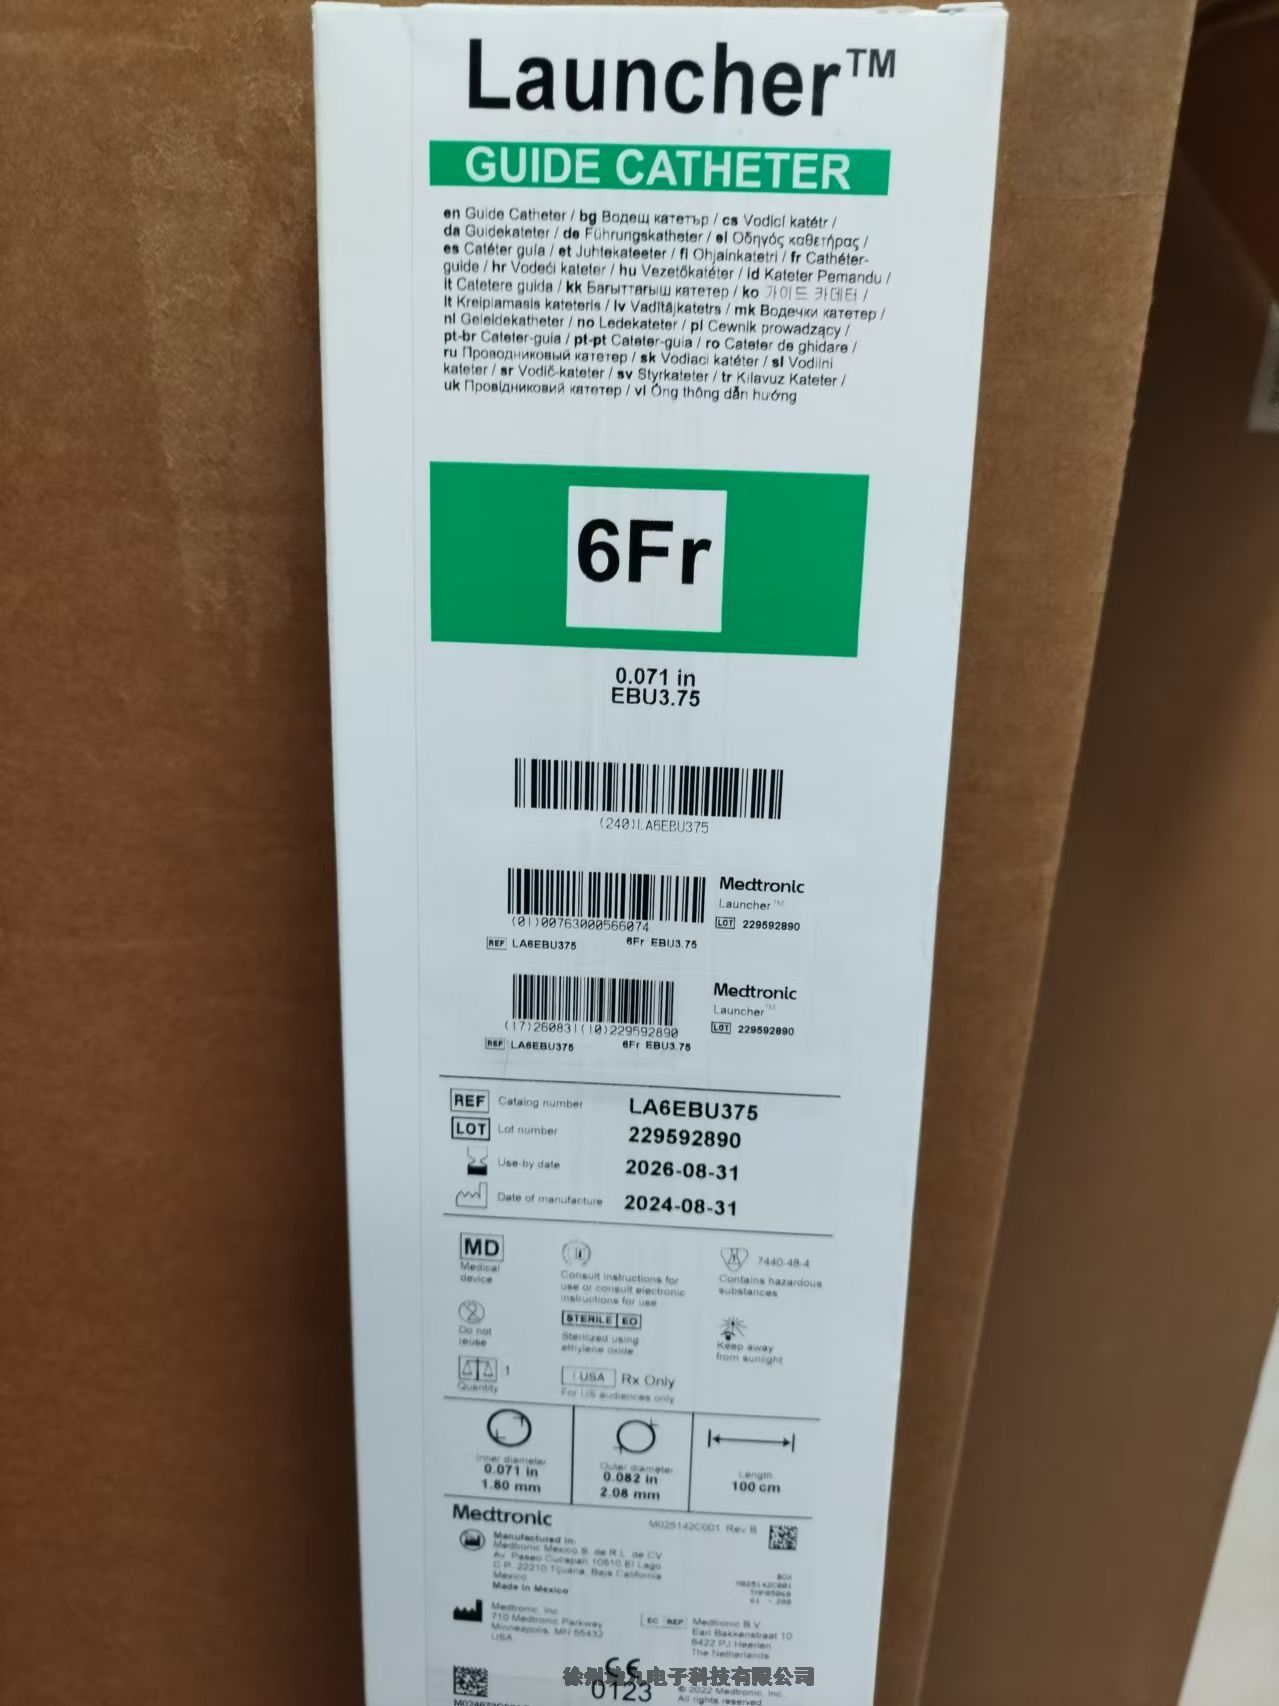 Launcher™
GUIDE CATHETER
en Guide Catheter / bg Водещ катетър / cs Vodicí katétr /
da Guidekateter / de Führungskatheter / el Οδηγός καθετήρας /
es Catéter guía / et Juhtekateeter / fi Ohjainkatetri / fr Cathéter-
guide / hr Vodeći kateter / hu Vezetőkatéter / id Kateter Pemandu /
it Catetere guida / kk Бағыттағыш катетер / ko 가이드 카테터 /
lt Kreipiamasis kateteris / lv Vadītājkatetrs / mk Водечки катетер /
nl Geleidekatheter / no Ledekateter / pl Cewnik prowadzący /
pt-br Cateter-guia / pt-pt Cateter-guia / ro Cateter de ghidare /
ru Проводниковый катетер / sk Vodiaci katéter / sl Vodilni
kateter / sr Vodič-kateter / sv Styrkateter / tr Kılavuz Kateter /
uk Провідниковий катетер / vi Ống thông dẫn hướng
6Fr
0.071 in
EBU3.75
(240)LA6EBU375
Medtronic
Launcher™
(01)00763000566074
LOT 229592890
REF LA6EBU375 6Fr EBU3.75
Medtronic
Launcher™
(17)260831(10)229592890
LOT 229592890
REF LA6EBU375 6Fr EBU3.75
REF Catalog number LA6EBU375
LOT Lot number 229592890
Use-by date 2026-08-31
Date of manufacture 2024-08-31
MD
Medical
device
Consult instructions for
use or consult electronic
instructions for use
7440-48-4
Contains hazardous
substances
Do not
reuse
STERILE EO
Sterilized using
ethylene oxide
Keep away
from sunlight
1
Quantity
USA Rx Only
For US audiences only
Inner diameter
0.071 in
1.80 mm
Outer diameter
0.082 in
2.08 mm
Length
100 cm
Medtronic
M025142C001 Rev B
Manufactured in:
Medtronic Mexico S. de R.L. de CV
Av. Paseo Cucapah 10510 El Lago
C.P. 22210 Tijuana, Baja California
Mexico
Made in Mexico
BOX
M025142C001
Medtronic, Inc.
710 Medtronic Parkway
Minneapolis, MN 55432
USA
EC REP Medtronic B.V.
Earl Bakkenstraat 10
6422 PJ Heerlen
The Netherlands
CE
0123
© 2022 Medtronic, Inc.
All rights reserved